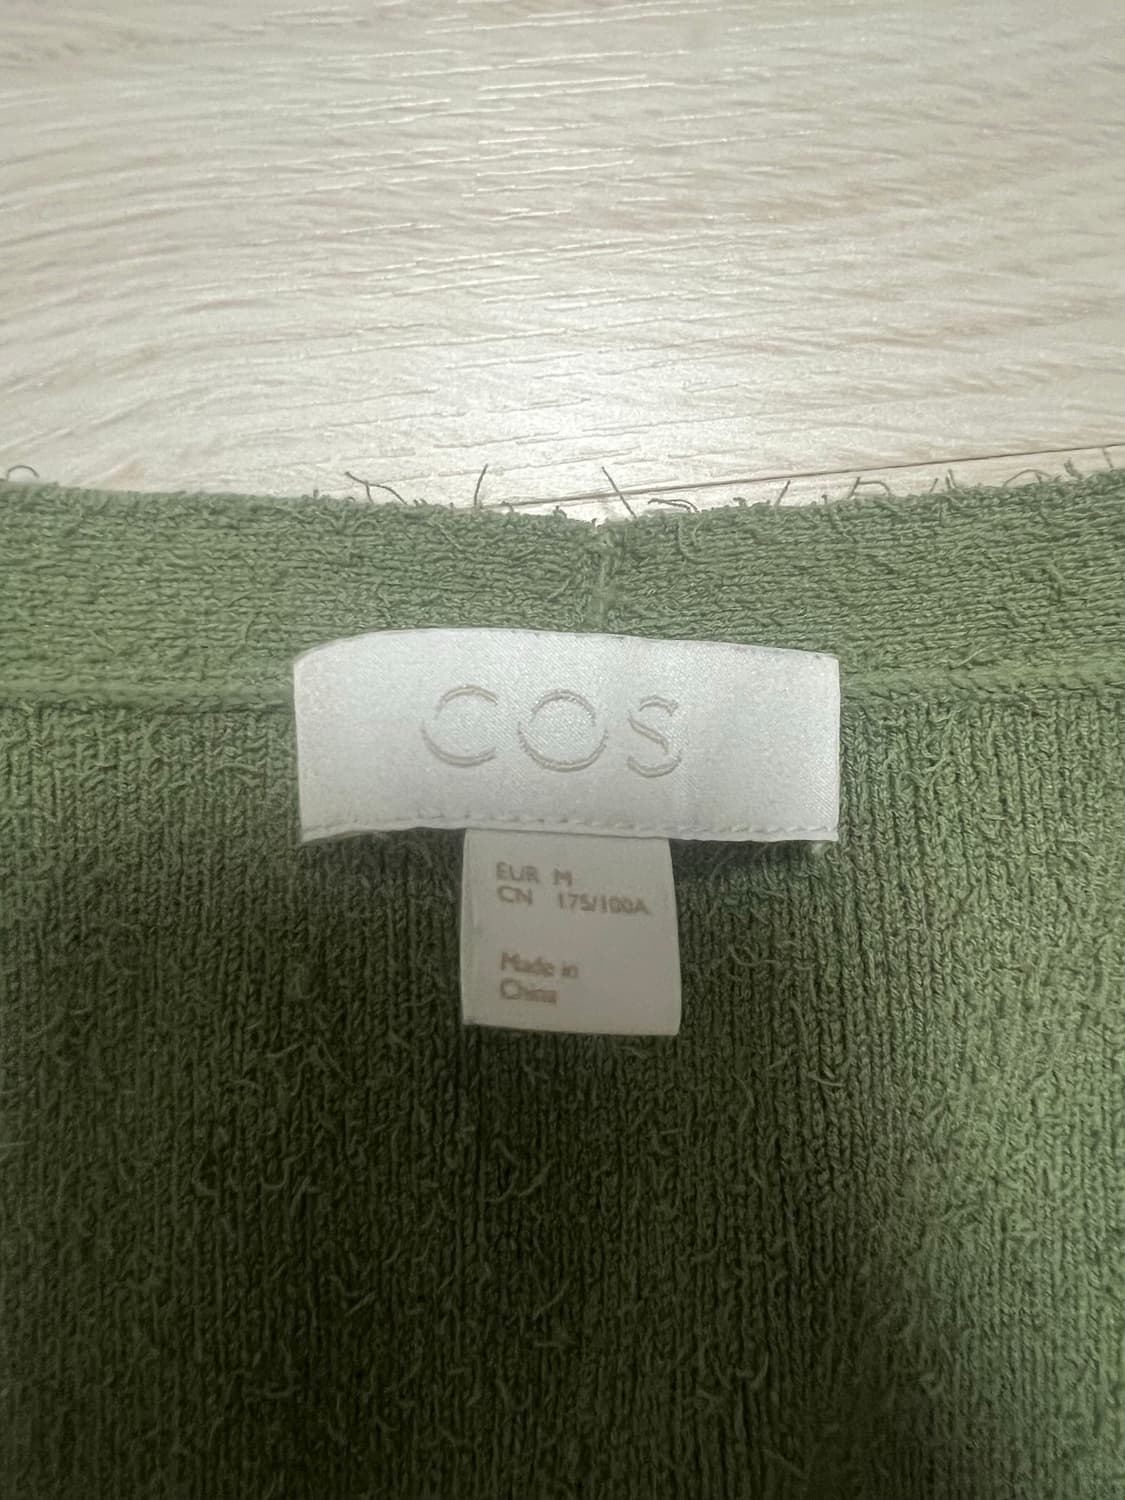 COS
EUR M
CN 175/100A
Made in
China